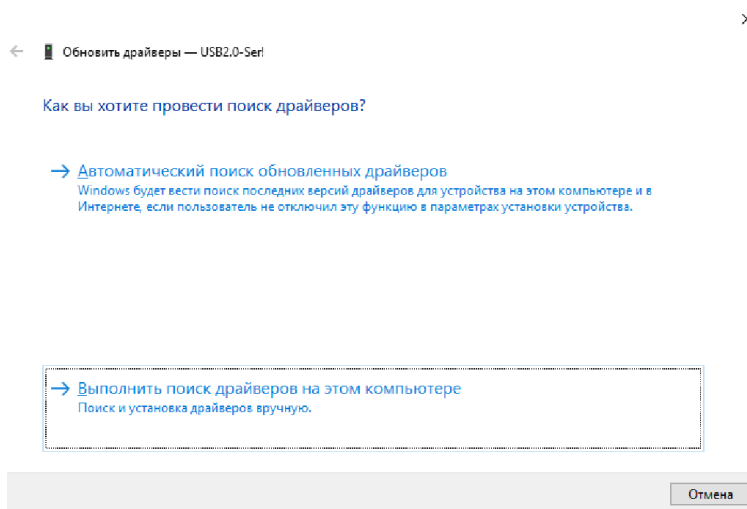 Обновить драйверы — USB2.0-Ser!
Как вы хотите провести поиск драйверов?
Автоматический поиск обновленных драйверов
Windows будет вести поиск последних версий драйверов для устройства на этом компьютере и в
Интернете, если пользователь не отключил эту функцию в параметрах установки устройства.
Выполнить поиск драйверов на этом компьютере
Поиск и установка драйверов вручную.
Отмена